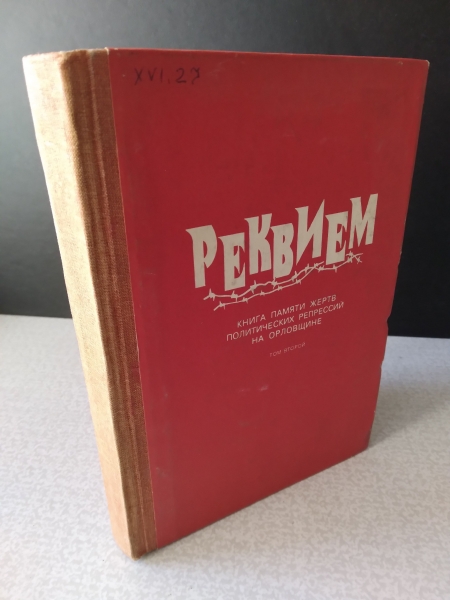 XVI.27
РЕКВИЕМ
КНИГА ПАМЯТИ ЖЕРТВ
ПОЛИТИЧЕСКИХ РЕПРЕССИЙ
НА ОРЛОВЩИНЕ
ТОМ ВТОРОЙ